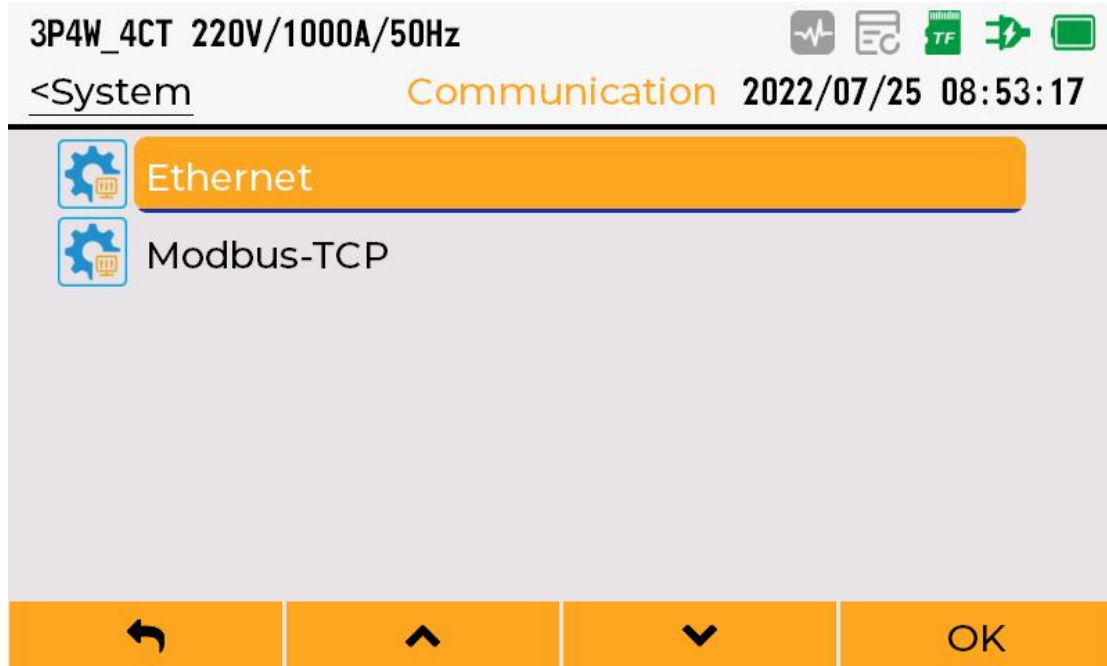 3P4W_4CT 220V/1000A/50Hz TF
<System Communication 2022/07/25 08:53:17
Ethernet
Modbus-TCP
OK